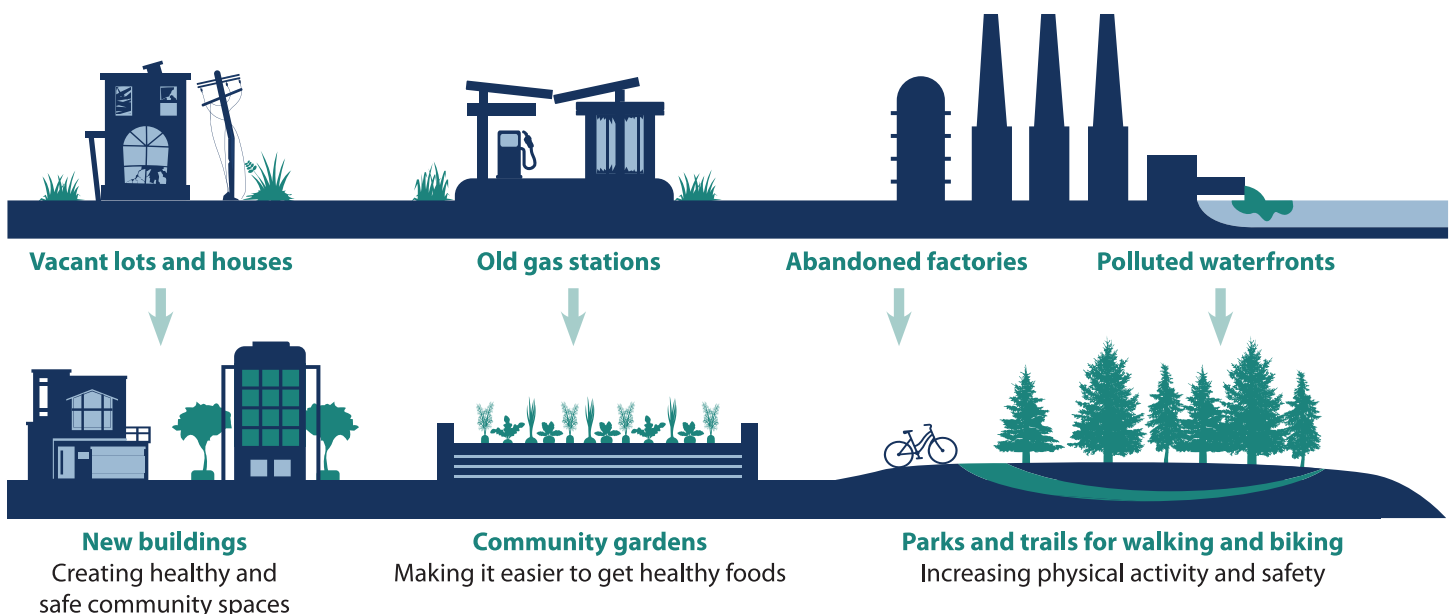 Vacant lots and houses
Old gas stations
Abandoned factories
Polluted waterfronts
New buildings
Creating healthy and
safe community spaces
Community gardens
Making it easier to get healthy foods
Parks and trails for walking and biking
Increasing physical activity and safety